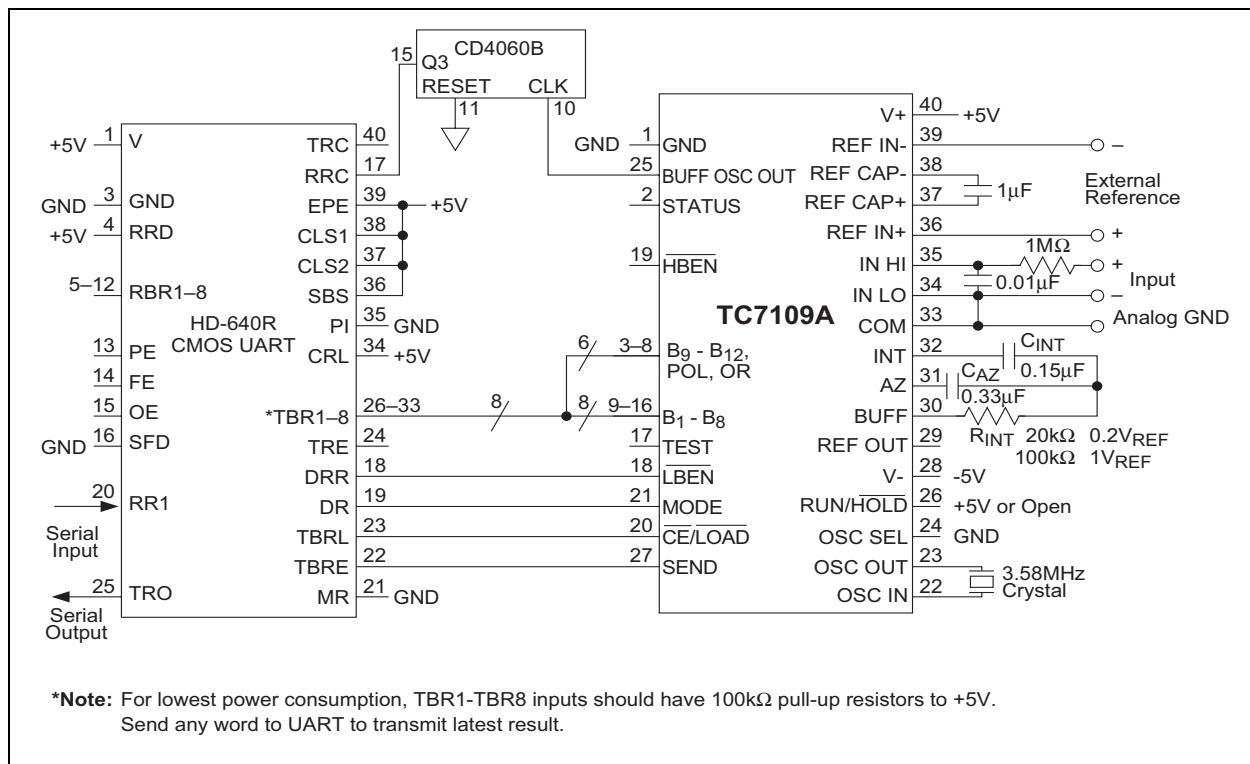 CD4060B
15 Q3
RESET CLK
11 10
+5V 1 V
GND 3 GND
+5V 4 RRD
5–12 RBR1–8
HD-640R
CMOS UART
13 PE
14 FE
15 OE
GND 16 SFD
20 RR1
Serial
Input
25 TRO
Serial
Output
TRC 40
RRC 17
EPE 39 +5V
CLS1 38
CLS2 37
SBS 36
PI 35 GND
CRL 34 +5V
*TBR1–8 26–33 8 8 6
TRE 24
DRR 18
DR 19
TBRL 23
TBRE 22
MR 21 GND
TC7109A
GND 1 GND
25 BUFF OSC OUT
2 STATUS
19 HBEN
3–8 B9 - B12,
POL, OR
9–16 B1 - B8
17 TEST
18 LBEN
21 MODE
20 CE/LOAD
27 SEND
V+ 40 +5V
REF IN- 39 –
REF CAP- 38
1µF
External
Reference
REF CAP+ 37
REF IN+ 36 +
IN HI 35 1MΩ +
0.01µF Input
IN LO 34 –
COM 33 Analog GND
INT 32 CINT
0.15µF
AZ 31 CAZ
0.33µF
BUFF 30
RINT 20kΩ 0.2VREF
100kΩ 1VREF
REF OUT 29
V- 28 -5V
RUN/HOLD 26 +5V or Open
OSC SEL 24 GND
OSC OUT 23
3.58MHz
Crystal
OSC IN 22
*Note: For lowest power consumption, TBR1-TBR8 inputs should have 100kΩ pull-up resistors to +5V.
Send any word to UART to transmit latest result.